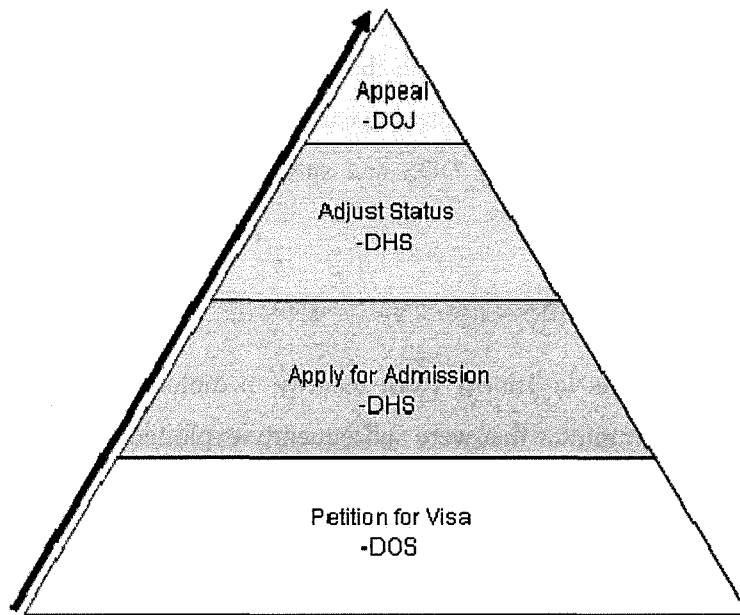 Appeal
-DOJ
Adjust Status
-DHS
Apply for Admission
-DHS
Petition for Visa
-DOS